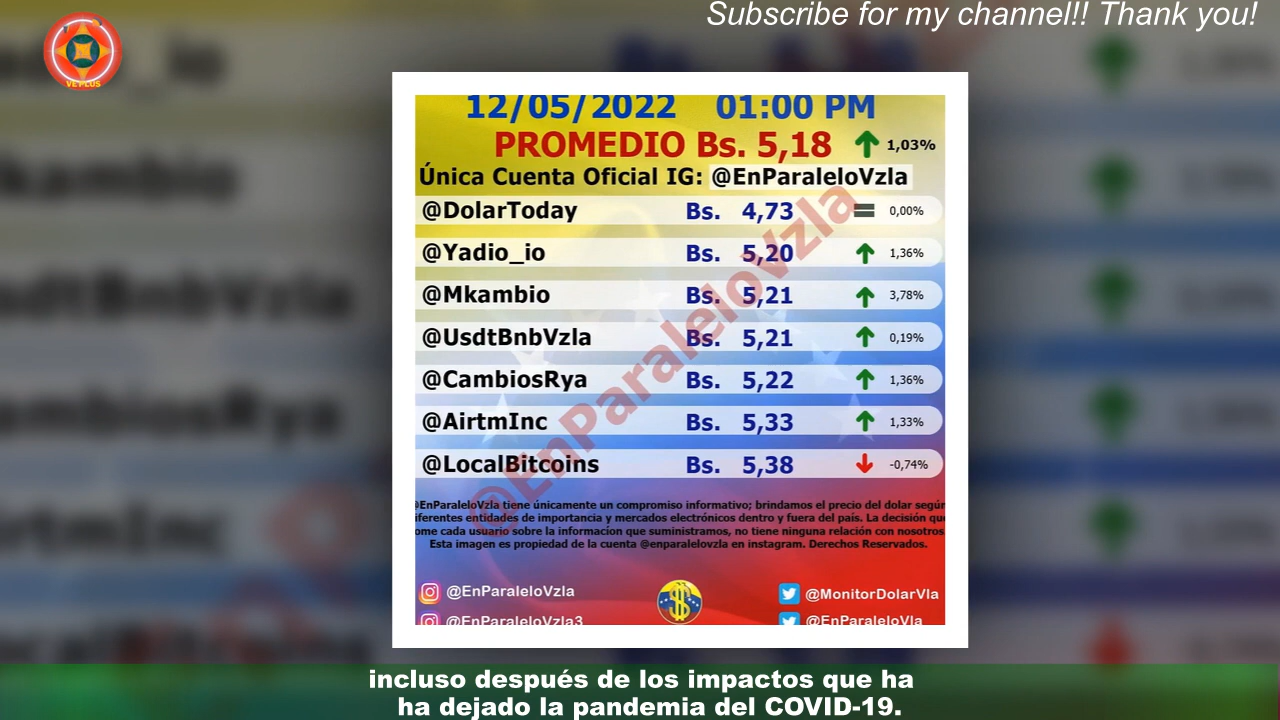 Subscribe for my channel!! Thank you!
VE PLUS
12/05/2022 01:00 PM
PROMEDIO Bs. 5,18 1,03%
Única Cuenta Oficial IG: @EnParaleloVzla
@DolarToday Bs. 4,73 0,00%
@Yadio_io Bs. 5,20 1,36%
@Mkambio Bs. 5,21 3,78%
@UsdtBnbVzla Bs. 5,21 0,19%
@CambiosRya Bs. 5,22 1,36%
@AirtmInc Bs. 5,33 1,33%
@LocalBitcoins Bs. 5,38 -0,74%
@EnParaleloVzla
@EnParaleloVzla tiene únicamente un compromiso informativo; brindamos el precio del dolar según
iferentes entidades de importancia y mercados electrónicos dentro y fuera del país. La decisión que
ome cada usuario sobre la informacíon que suministramos, no tiene ninguna relación con nosotros.
Esta imagen es propiedad de la cuenta @enparalelovzla en instagram. Derechos Reservados.
@EnParaleloVzla @MonitorDolarVla
@EnParaleloVzla3 @EnParaleloVla
incluso después de los impactos que ha
ha dejado la pandemia del COVID-19.